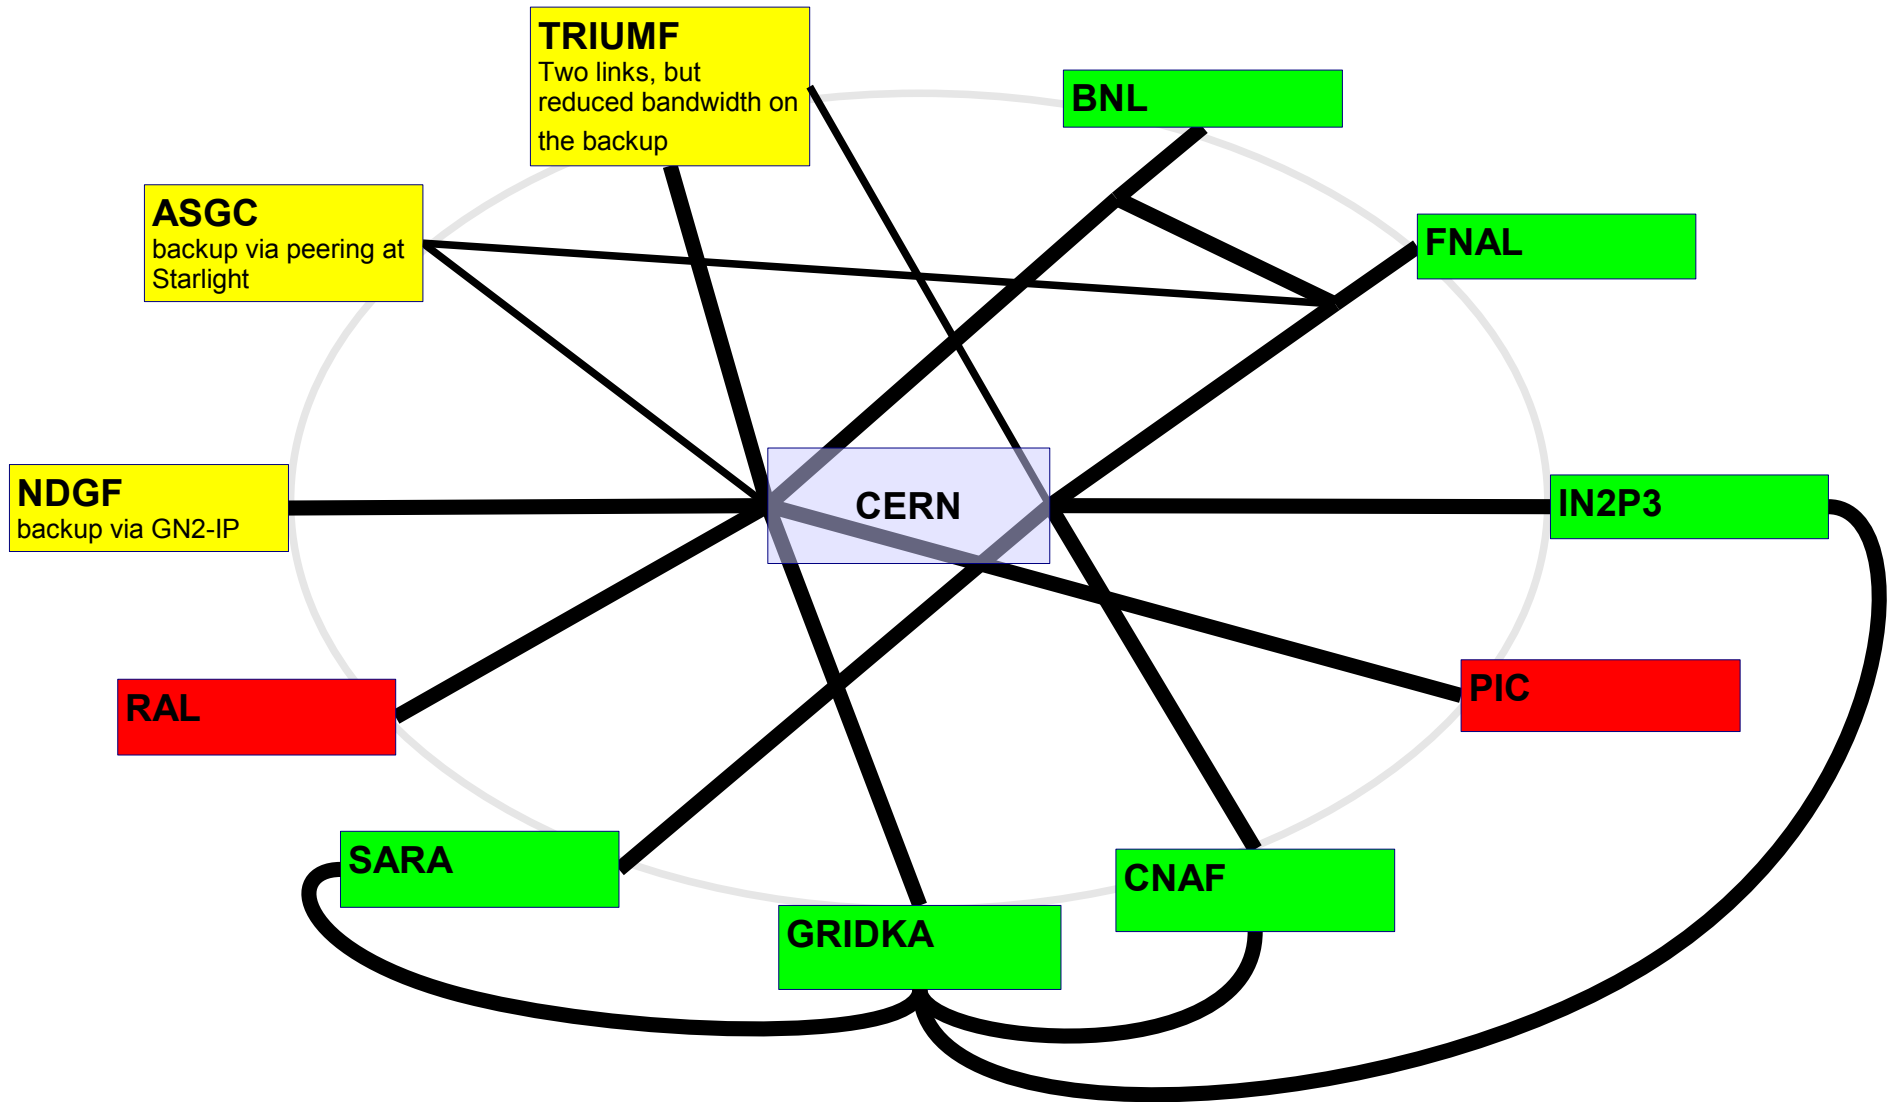 TRIUMF
Two links, but
reduced bandwidth on
the backup
BNL
ASGC
backup via peering at
Starlight
FNAL
NDGF
backup via GN2-IP
CERN
IN2P3
RAL
PIC
SARA
CNAF
GRIDKA